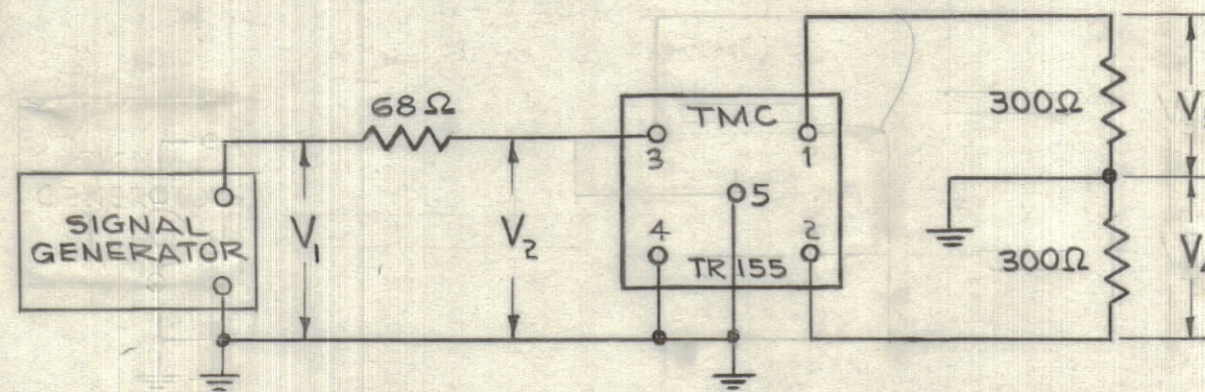 68Ω
TMC
3
1
5
4
2
TR155
SIGNAL
GENERATOR
V₁
V₂
300Ω
300Ω